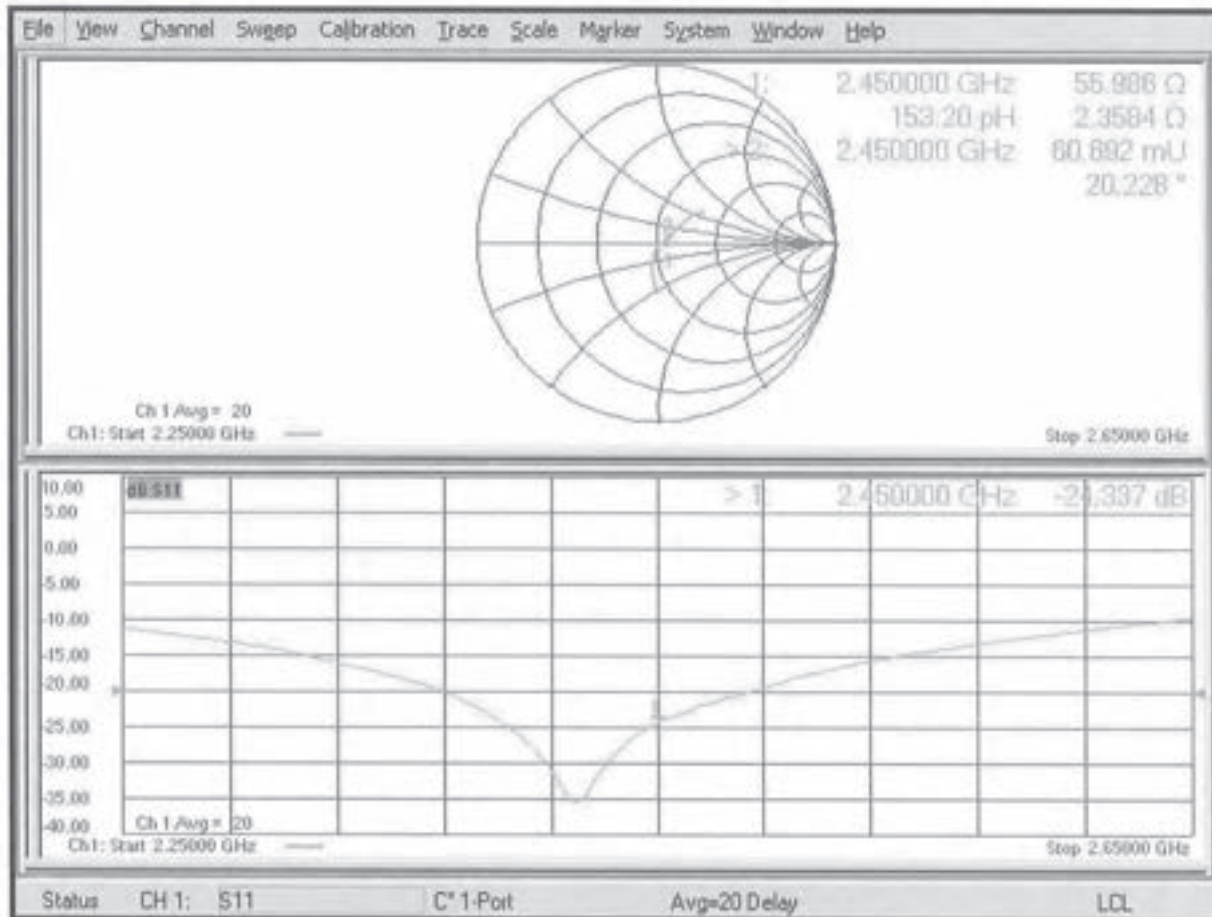 File View Channel Sweep Calibration Trace Scale Marker System Window Help
1: 2.450000 GHz 55.986 Ω
153.20 pH 2.3584 Ω
> 2: 2.450000 GHz 60.692 mU
20.228 °
Ch 1 Avg = 20
Ch1: Start 2.25000 GHz Stop 2.65000 GHz
10.00 dB-S11 > 1: 2.450000 GHz -24.337 dB
5.00
0.00
-5.00
-10.00
-15.00
-20.00
-25.00
-30.00
-35.00
-40.00 Ch 1 Avg = 20
Ch1: Start 2.25000 GHz Stop 2.65000 GHz
Status CH 1: S11 C* 1-Port Avg=20 Delay LCL